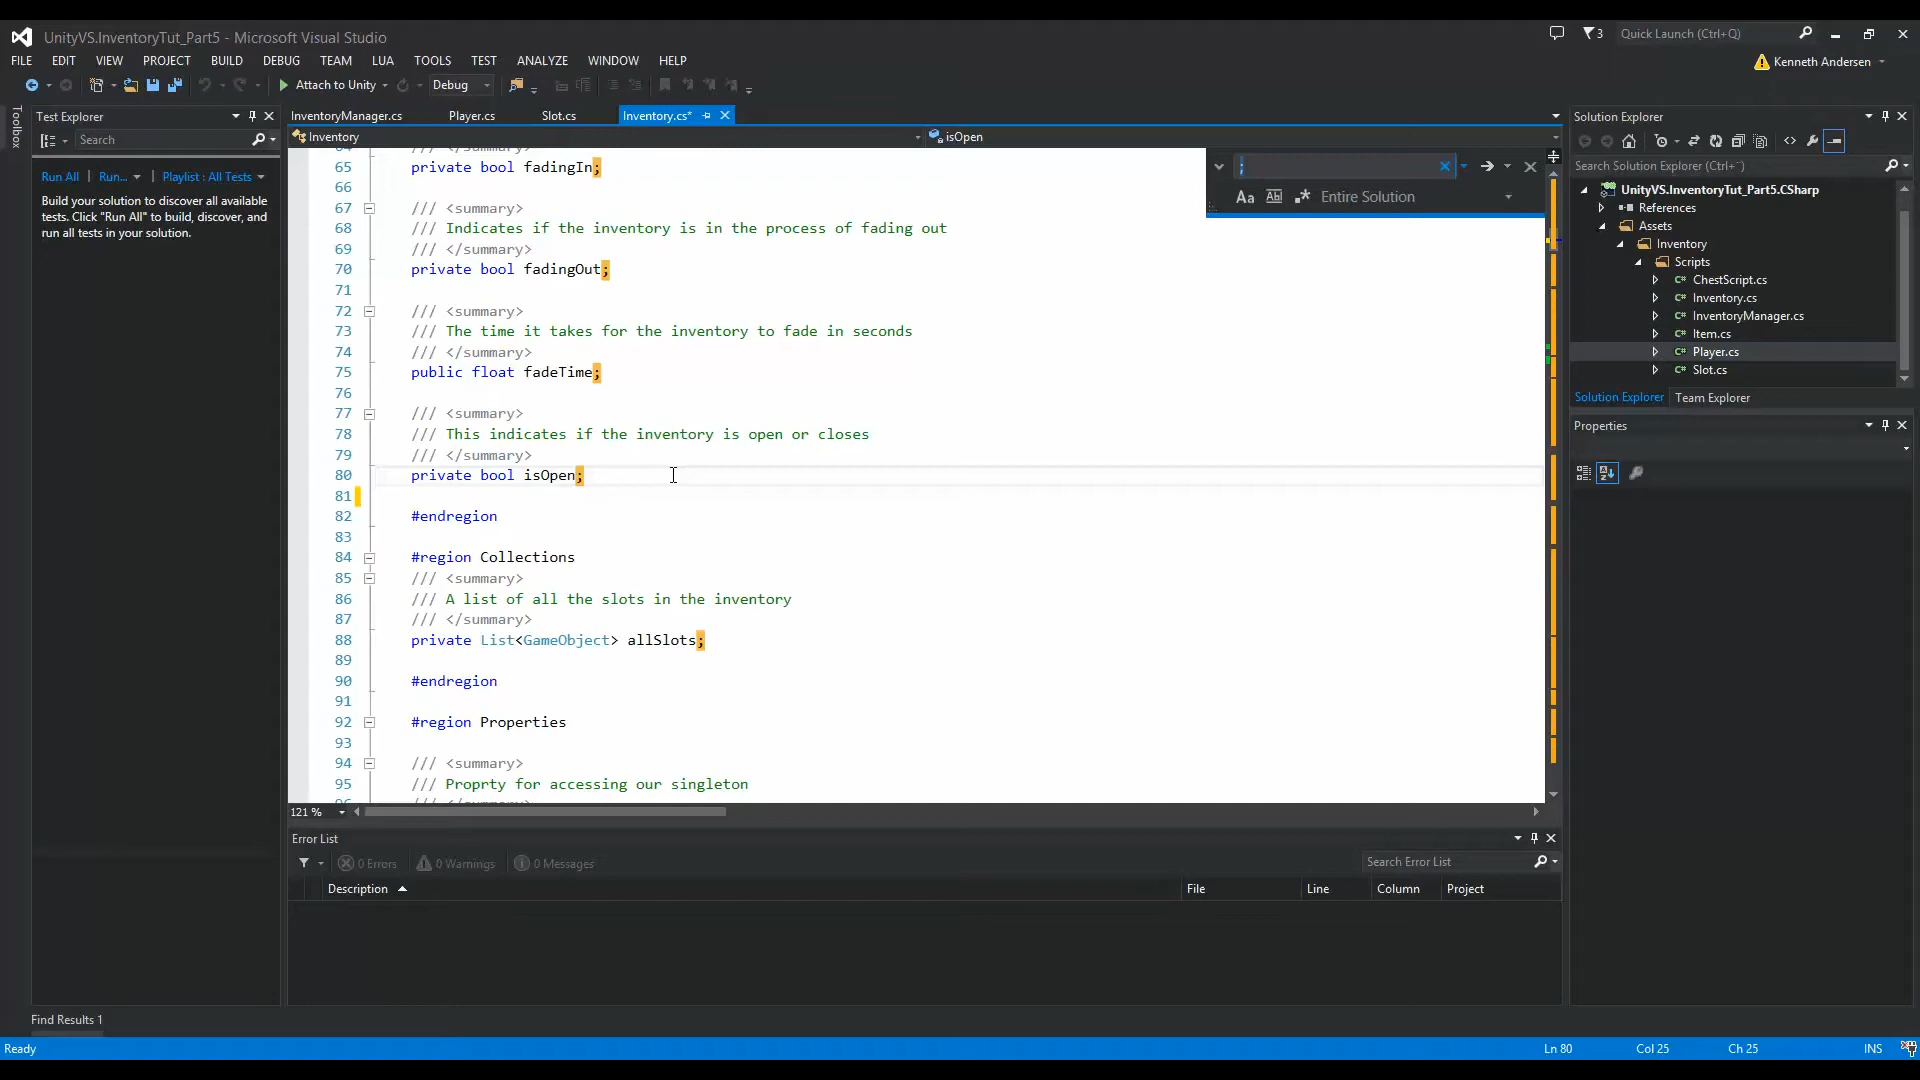 UnityVS.InventoryTut_Part5 - Microsoft Visual Studio
3
Quick Launch (Ctrl+Q)
FILE EDIT VIEW PROJECT BUILD DEBUG TEAM LUA TOOLS TEST ANALYZE WINDOW HELP
Kenneth Andersen
Attach to Unity
Debug
Toolbox
Test Explorer
Search
Run All | Run... | Playlist : All Tests
Build your solution to discover all available
tests. Click "Run All" to build, discover, and
run all tests in your solution.
InventoryManager.cs Player.cs Slot.cs Inventory.cs*
Inventory isOpen
;
Aa Ab| .* Entire Solution
65 private bool fadingIn;
66
67 /// <summary>
68 /// Indicates if the inventory is in the process of fading out
69 /// </summary>
70 private bool fadingOut;
71
72 /// <summary>
73 /// The time it takes for the inventory to fade in seconds
74 /// </summary>
75 public float fadeTime;
76
77 /// <summary>
78 /// This indicates if the inventory is open or closes
79 /// </summary>
80 private bool isOpen;
81
82 #endregion
83
84 #region Collections
85 /// <summary>
86 /// A list of all the slots in the inventory
87 /// </summary>
88 private List<GameObject> allSlots;
89
90 #endregion
91
92 #region Properties
93
94 /// <summary>
95 /// Proprty for accessing our singleton
121 %
Error List
0 Errors 0 Warnings 0 Messages
Search Error List
Description File Line Column Project
Solution Explorer
Search Solution Explorer (Ctrl+¨)
UnityVS.InventoryTut_Part5.CSharp
References
Assets
Inventory
Scripts
C# ChestScript.cs
C# Inventory.cs
C# InventoryManager.cs
C# Item.cs
C# Player.cs
C# Slot.cs
Solution Explorer Team Explorer
Properties
Find Results 1
Ready
Ln 80 Col 25 Ch 25 INS